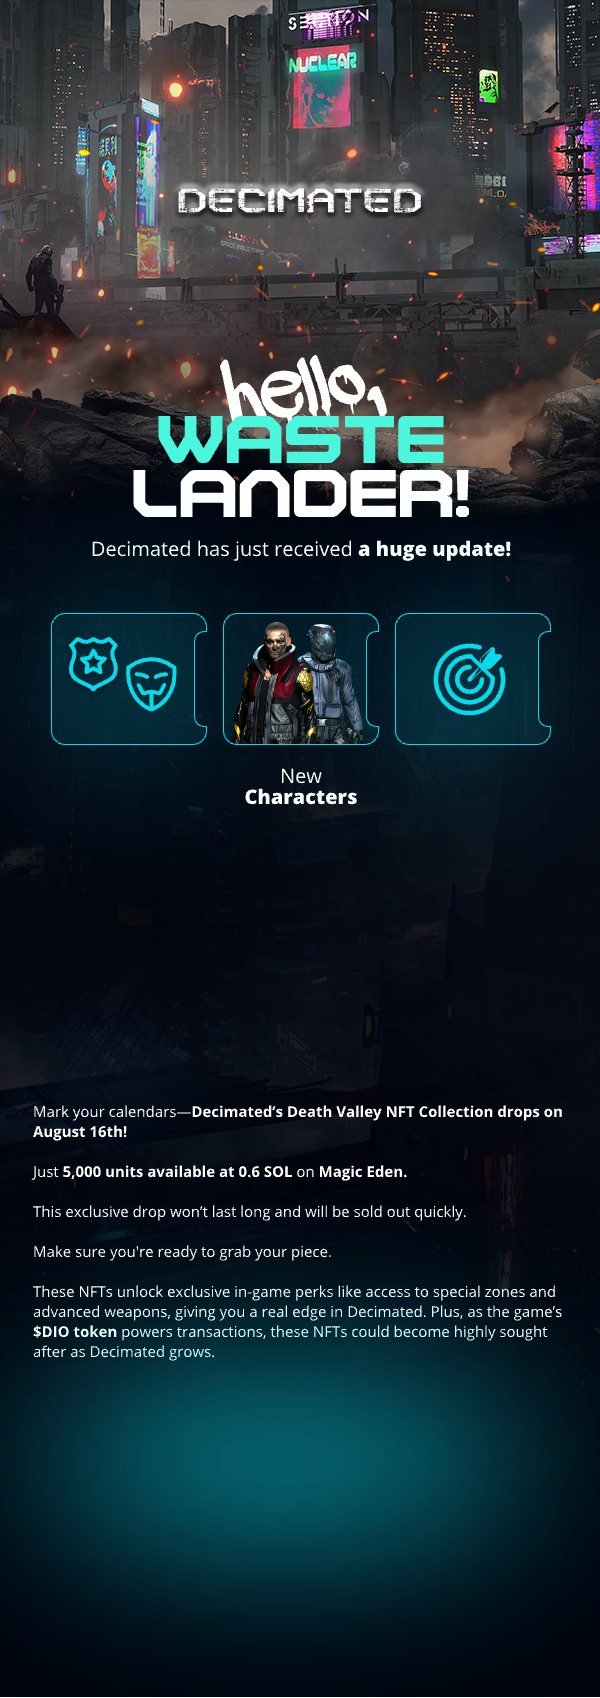 SECTION
NUCLEAR
DECIMATED
LUNA
SPACE INDUSTRIES
hello,
WASTE
LANDER!
Decimated has just received a huge update!
New
Characters
Mark your calendars—Decimated’s Death Valley NFT Collection drops on
August 16th!
Just 5,000 units available at 0.6 SOL on Magic Eden.
This exclusive drop won’t last long and will be sold out quickly.
Make sure you're ready to grab your piece.
These NFTs unlock exclusive in-game perks like access to special zones and
advanced weapons, giving you a real edge in Decimated. Plus, as the game’s
$DIO token powers transactions, these NFTs could become highly sought
after as Decimated grows.